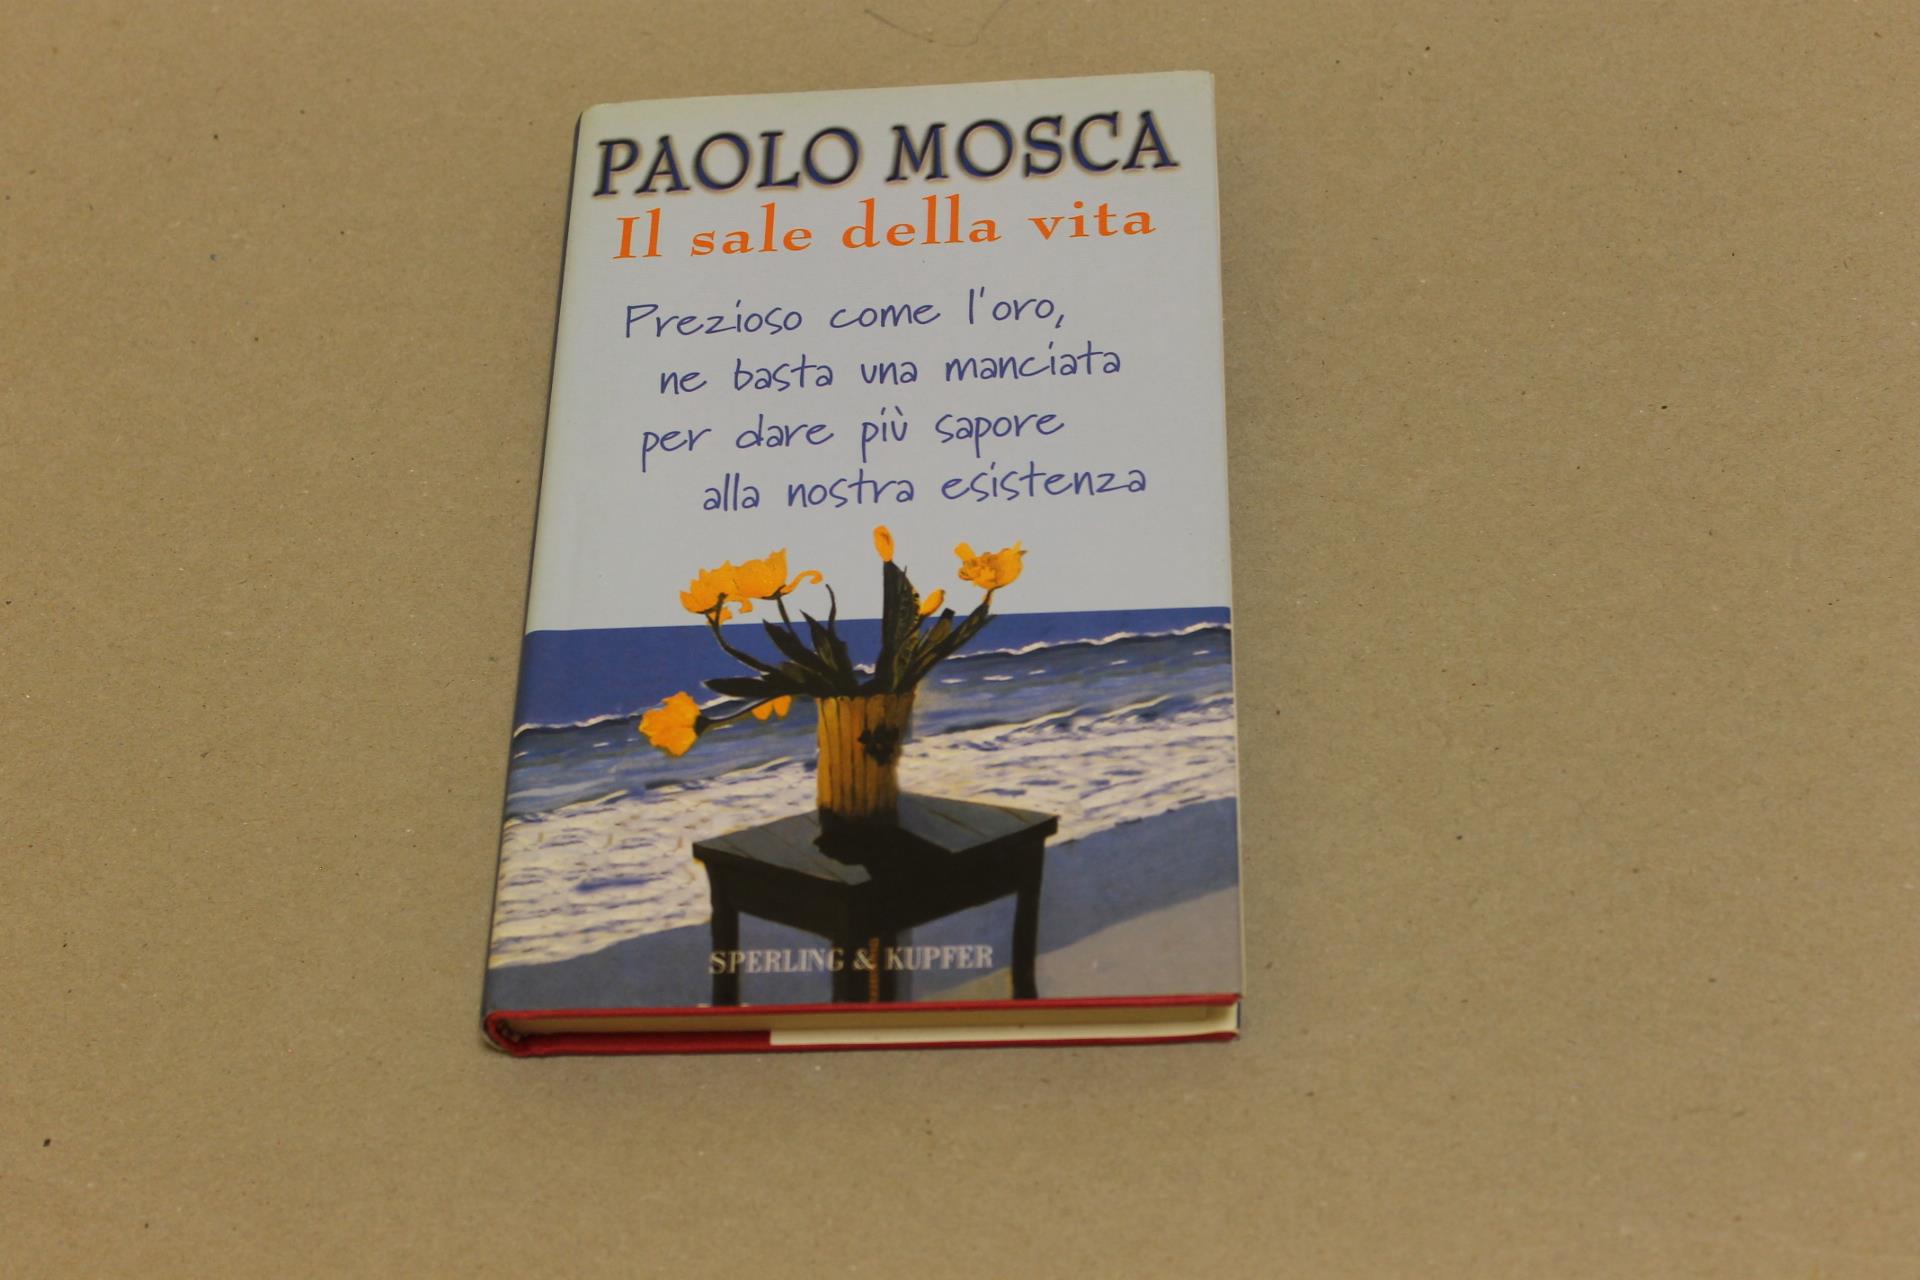 PAOLO MOSCA
Il sale della vita
Prezioso come l'oro,
ne basta una manciata
per dare più sapore
alla nostra esistenza
SPERLING & KUPFER